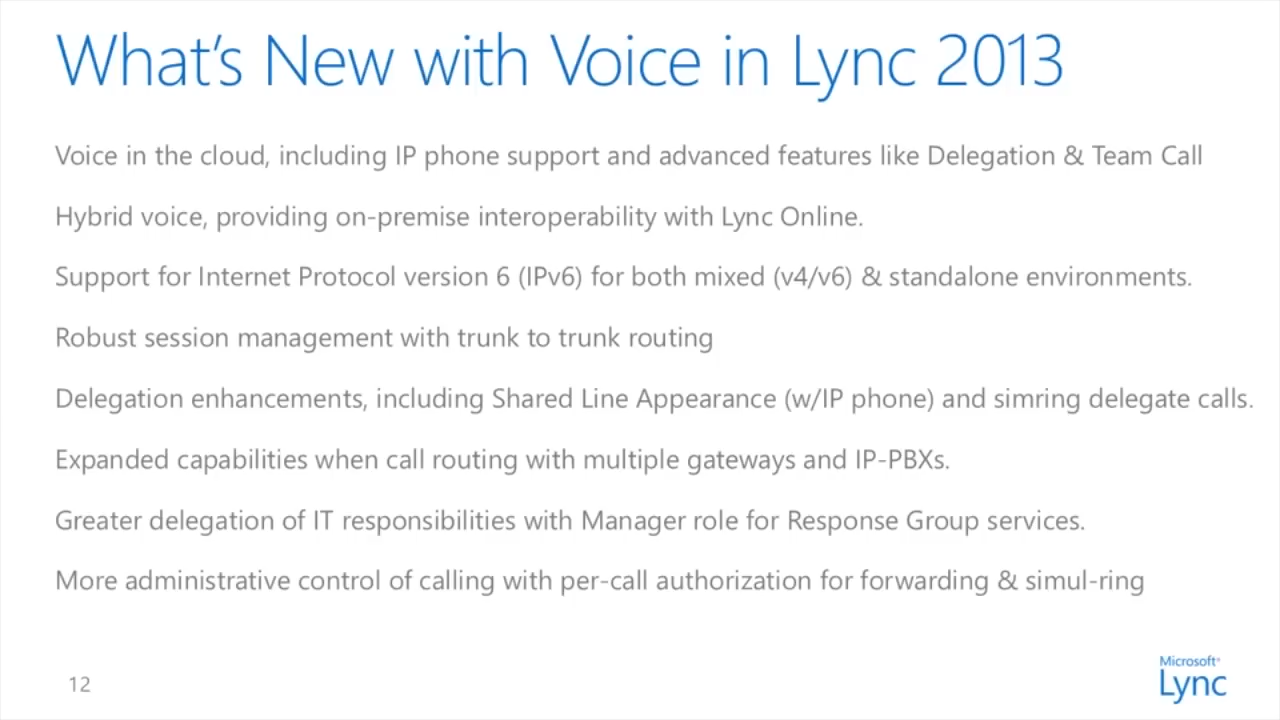 What's New with Voice in Lync 2013
Voice in the cloud, including IP phone support and advanced features like Delegation & Team Call
Hybrid voice, providing on-premise interoperability with Lync Online.
Support for Internet Protocol version 6 (IPv6) for both mixed (v4/v6) & standalone environments.
Robust session management with trunk to trunk routing
Delegation enhancements, including Shared Line Appearance (w/IP phone) and simring delegate calls.
Expanded capabilities when call routing with multiple gateways and IP-PBXs.
Greater delegation of IT responsibilities with Manager role for Response Group services.
More administrative control of calling with per-call authorization for forwarding & simul-ring
12
Microsoft®
Lync